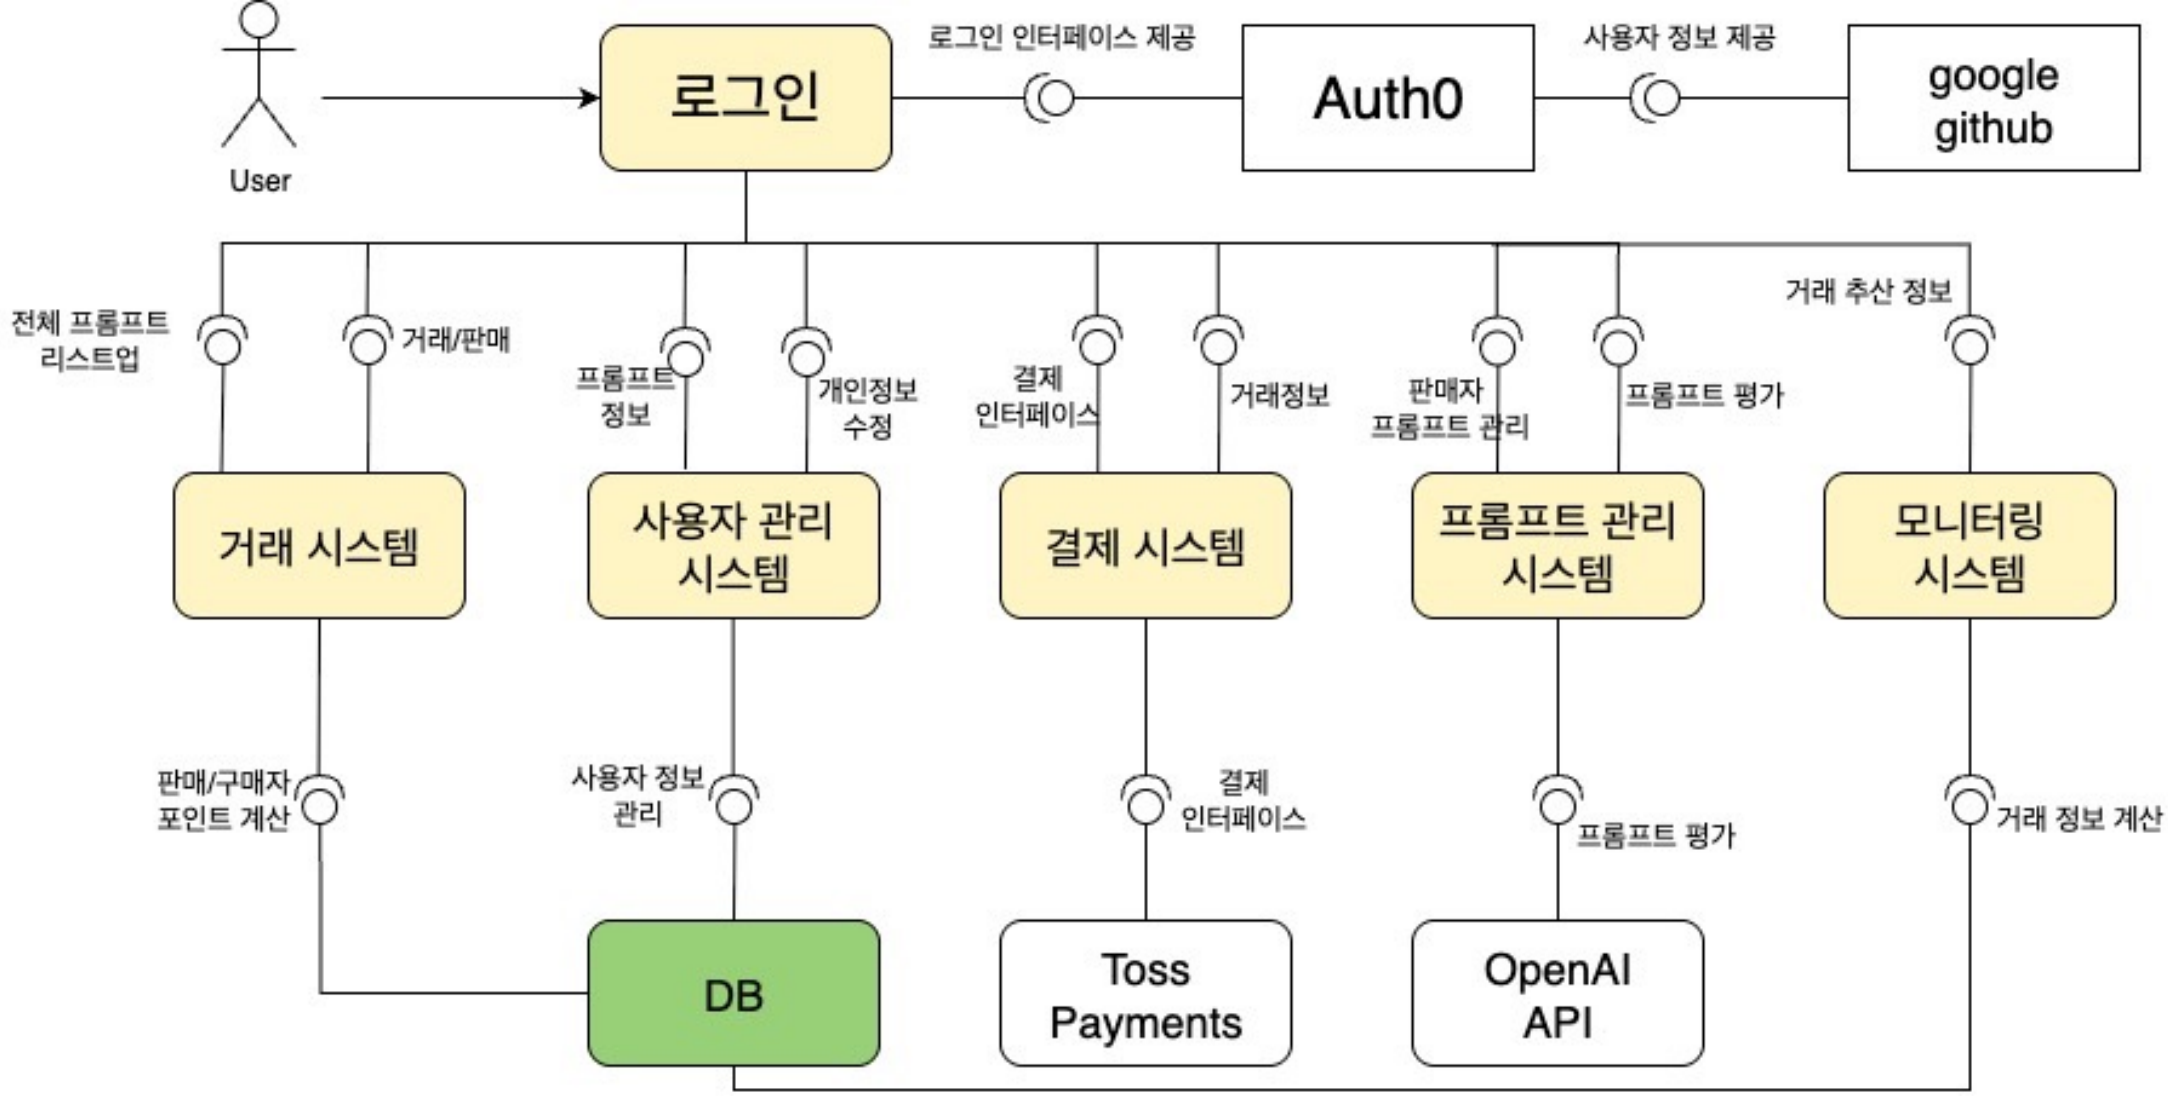 로그인 인터페이스 제공
사용자 정보 제공
로그인
Auth0
google
github
User
거래 추산 정보
전체 프롬프트
리스트업
거래/판매
프롬프트
정보
개인정보
수정
결제
인터페이스
거래정보
판매자
프롬프트 관리
프롬프트 평가
거래 시스템
사용자 관리
시스템
결제 시스템
프롬프트 관리
시스템
모니터링
시스템
판매/구매자
포인트 계산
사용자 정보
관리
결제
인터페이스
프롬프트 평가
거래 정보 계산
DB
Toss
Payments
OpenAI
API